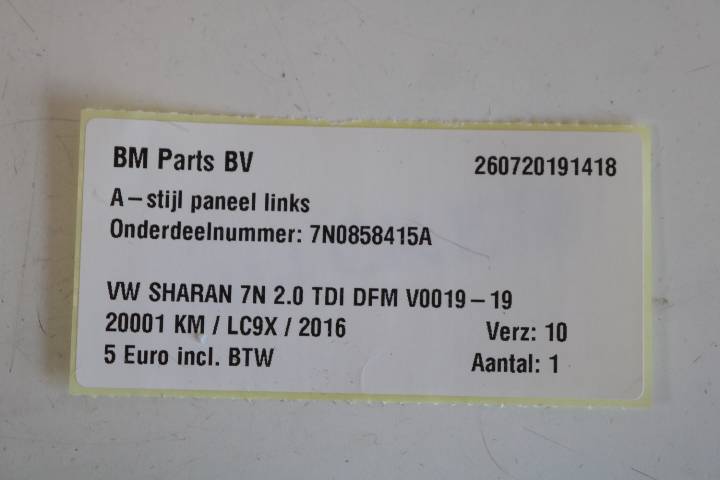 BM Parts BV 260720191418
A-stijl paneel links
Onderdeelnummer: 7N0858415A
VW SHARAN 7N 2.0 TDI DFM V0019-19
20001 KM / LC9X / 2016 Verz: 10
5 Euro incl. BTW Aantal: 1